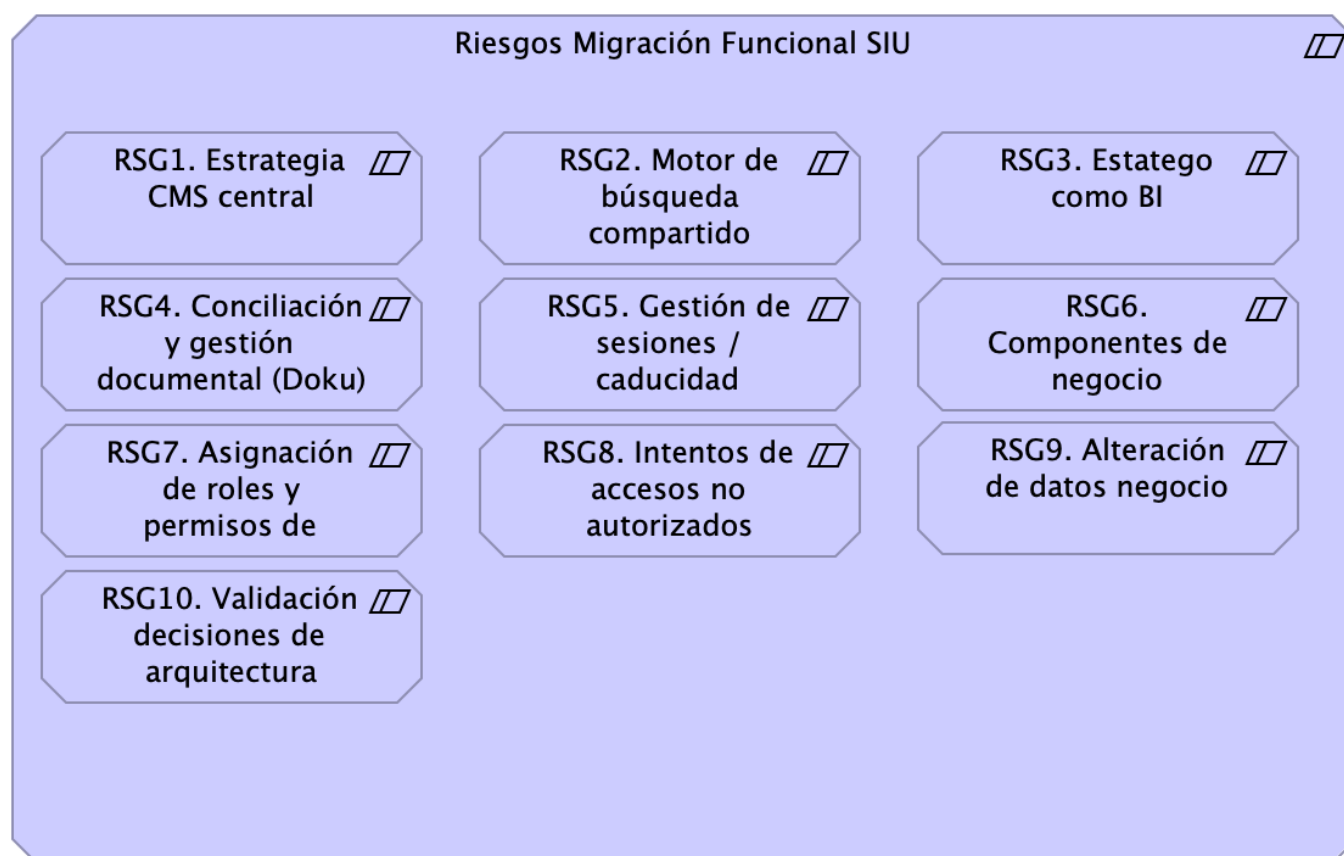 Riesgos Migración Funcional SIU
RSG1. Estrategia
CMS central
RSG2. Motor de
búsqueda
compartido
RSG3. Estatego
como BI
RSG4. Conciliación
y gestión
documental (Doku)
RSG5. Gestión de
sesiones /
caducidad
RSG6.
Componentes de
negocio
RSG7. Asignación
de roles y
permisos de
RSG8. Intentos de
accesos no
autorizados
RSG9. Alteración
de datos negocio
RSG10. Validación
decisiones de
arquitectura